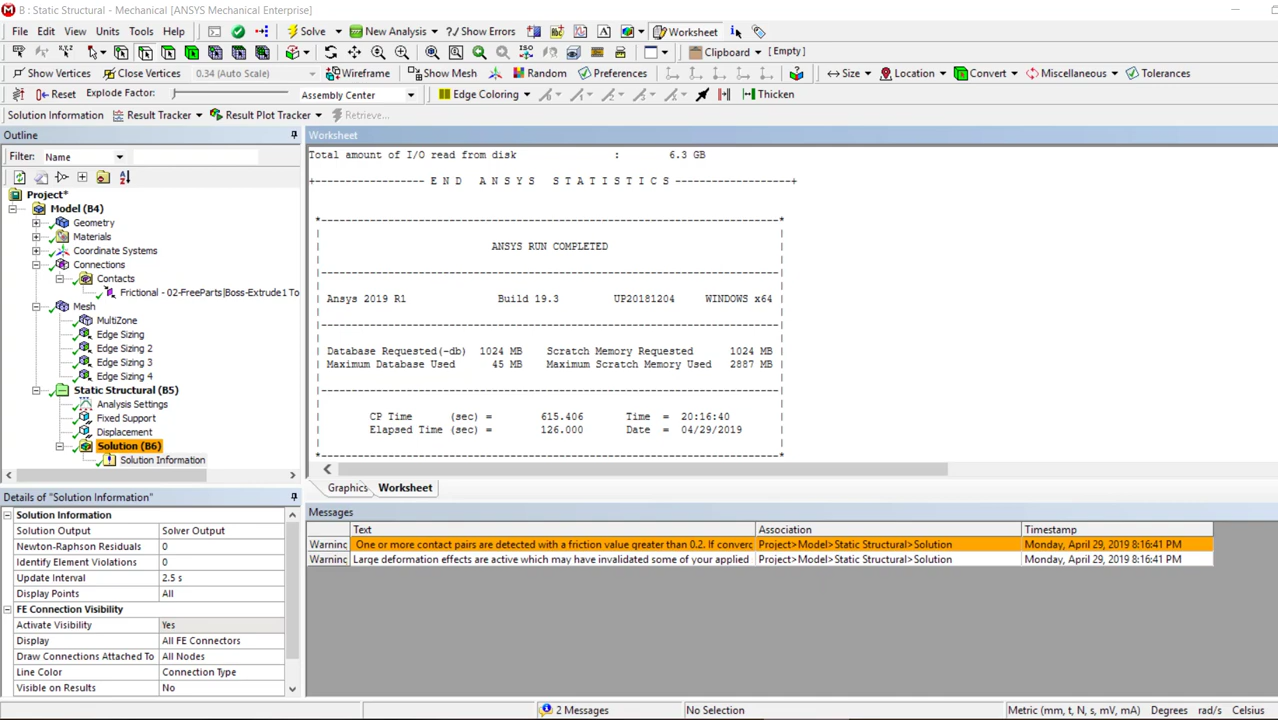 B : Static Structural - Mechanical [ANSYS Mechanical Enterprise]
File Edit View Units Tools Help Solve New Analysis ?/ Show Errors Worksheet
Clipboard [Empty]
Show Vertices Close Vertices 0.34 (Auto Scale) Wireframe Show Mesh Random Preferences Size Location Convert Miscellaneous Tolerances
Reset Explode Factor: Assembly Center Edge Coloring Thicken
Solution Information Result Tracker Result Plot Tracker Retrieve...
Outline
Filter: Name
Project*
Model (B4)
Geometry
Materials
Coordinate Systems
Connections
Contacts
Frictional - 02-FreeParts|Boss-Extrude1 To
Mesh
MultiZone
Edge Sizing
Edge Sizing 2
Edge Sizing 3
Edge Sizing 4
Static Structural (B5)
Analysis Settings
Fixed Support
Displacement
Solution (B6)
Solution Information
Worksheet
Total amount of I/O read from disk : 6.3 GB
+----------------- E N D A N S Y S S T A T I S T I C S ------------------+
ANSYS RUN COMPLETED
Ansys 2019 R1 Build 19.3 UP20181204 WINDOWS x64
Database Requested(-db) 1024 MB Scratch Memory Requested 1024 MB
Maximum Database Used 45 MB Maximum Scratch Memory Used 2887 MB
CP Time (sec) = 615.406 Time = 20:16:40
Elapsed Time (sec) = 126.000 Date = 04/29/2019
Graphics Worksheet
Details of "Solution Information"
Solution Information
Solution Output Solver Output
Newton-Raphson Residuals 0
Identify Element Violations 0
Update Interval 2.5 s
Display Points All
FE Connection Visibility
Activate Visibility Yes
Display All FE Connectors
Draw Connections Attached To All Nodes
Line Color Connection Type
Visible on Results No
Messages
Text Association Timestamp
Warning One or more contact pairs are detected with a friction value greater than 0.2. If converg Project>Model>Static Structural>Solution Monday, April 29, 2019 8:16:41 PM
Warning Large deformation effects are active which may have invalidated some of your applied Project>Model>Static Structural>Solution Monday, April 29, 2019 8:16:41 PM
2 Messages No Selection Metric (mm, t, N, s, mV, mA) Degrees rad/s Celsius